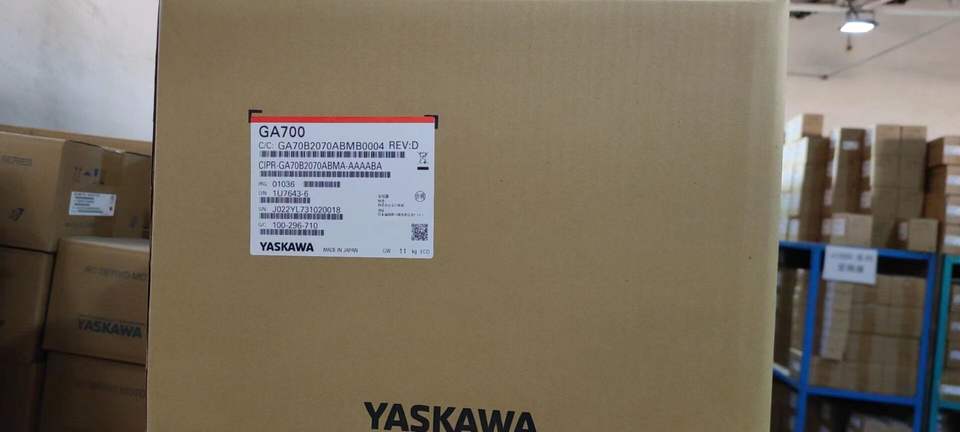 GA700
C/C: GA70B2070ABMB0004 REV:D
CIPR-GA70B2070ABMA-AAAABA
01036
O/N: 1U7643-6
S/N: J022YL731020018
100-296-710
YASKAWA
MADE IN JAPAN
GW 11 kg
YASKAWA
YASKAWA